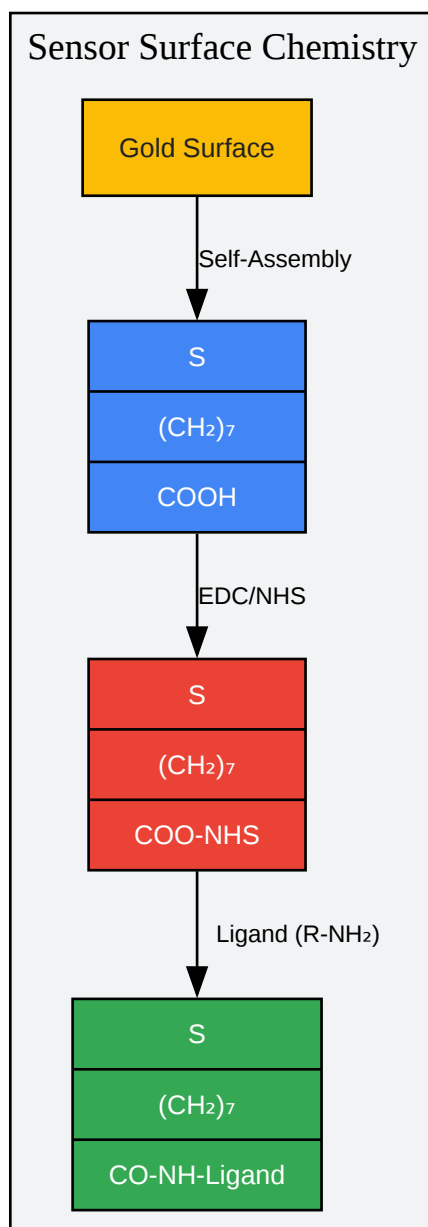 Sensor Surface Chemistry
Gold Surface
Self-Assembly
S
(CH₂)₇
COOH
EDC/NHS
S
(CH₂)₇
COO-NHS
Ligand (R-NH₂)
S
(CH₂)₇
CO-NH-Ligand